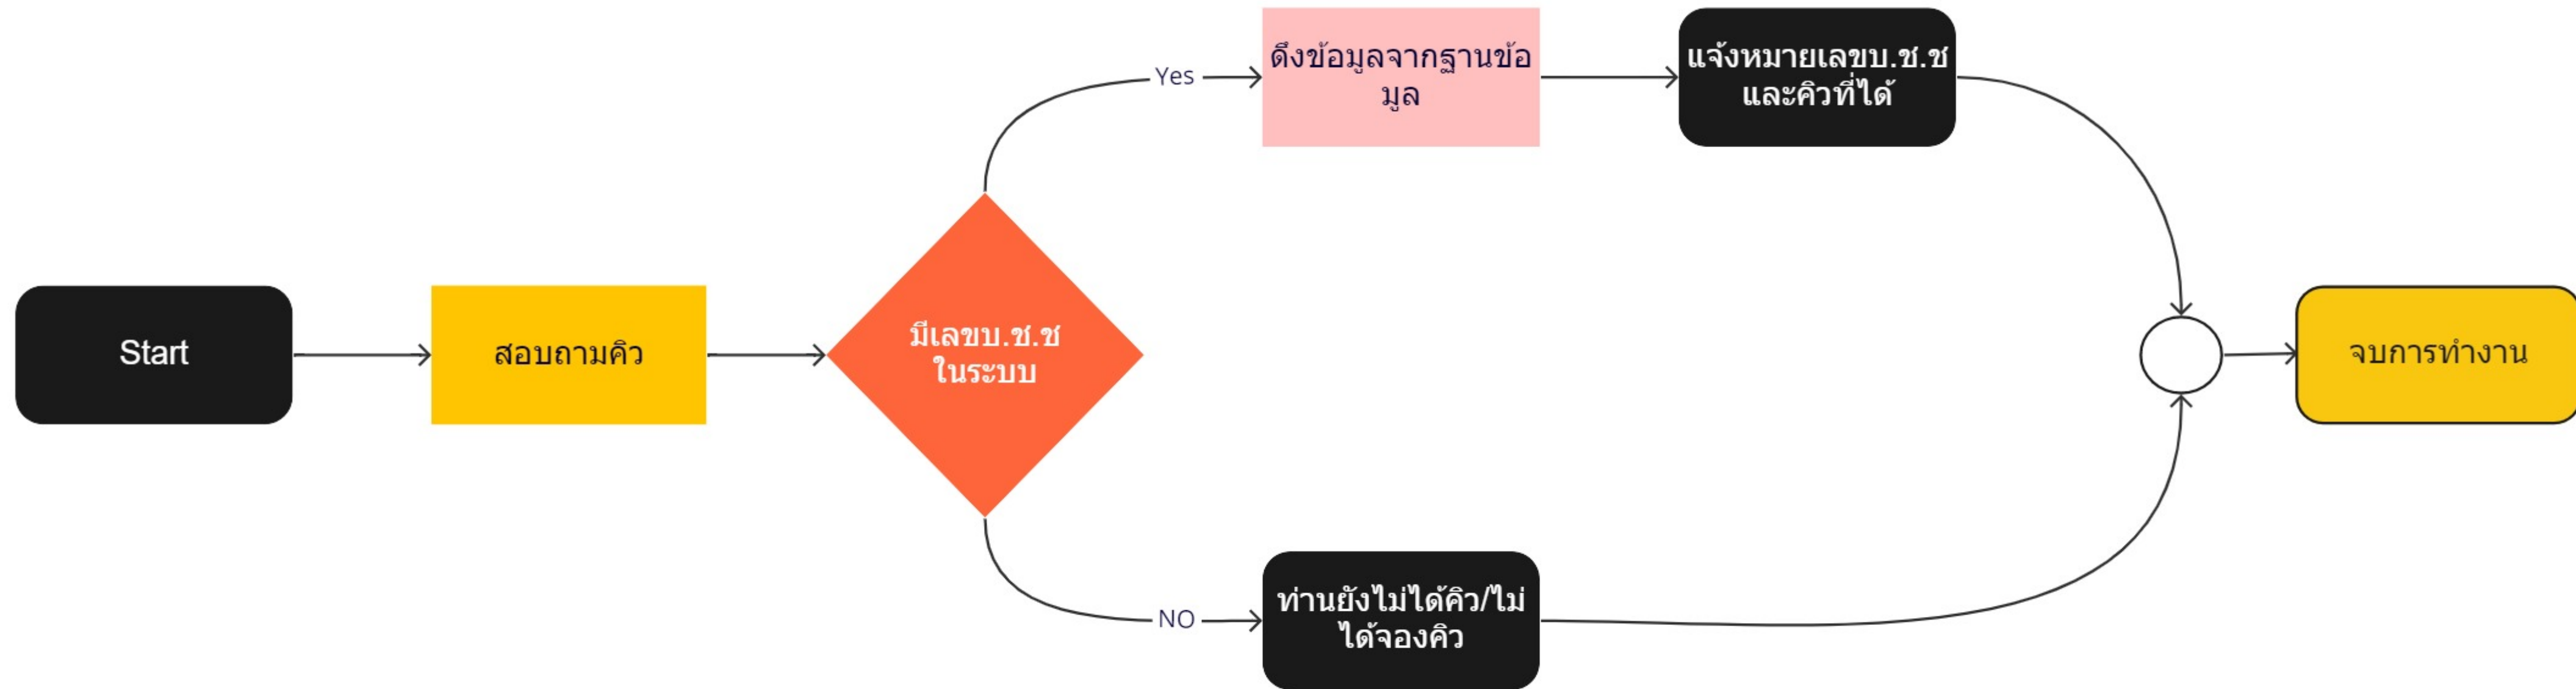 Start
สอบถามคิว
มีเลขบ.ช.ช
ในระบบ
Yes
ดึงข้อมูลจากฐานข้อ
มูล
แจ้งหมายเลขบ.ช.ช
และคิวที่ได้
NO
ท่านยังไม่ได้คิว/ไม่
ได้จองคิว
จบการทำงาน